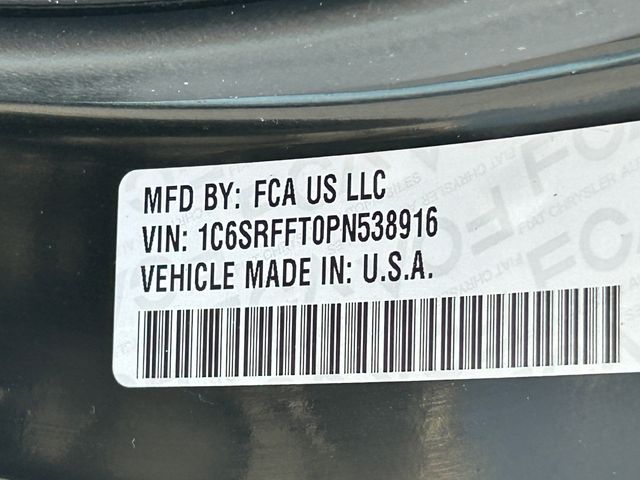 MFD BY: FCA US LLC
VIN: 1C6SRFFT0PN538916
VEHICLE MADE IN: U.S.A.